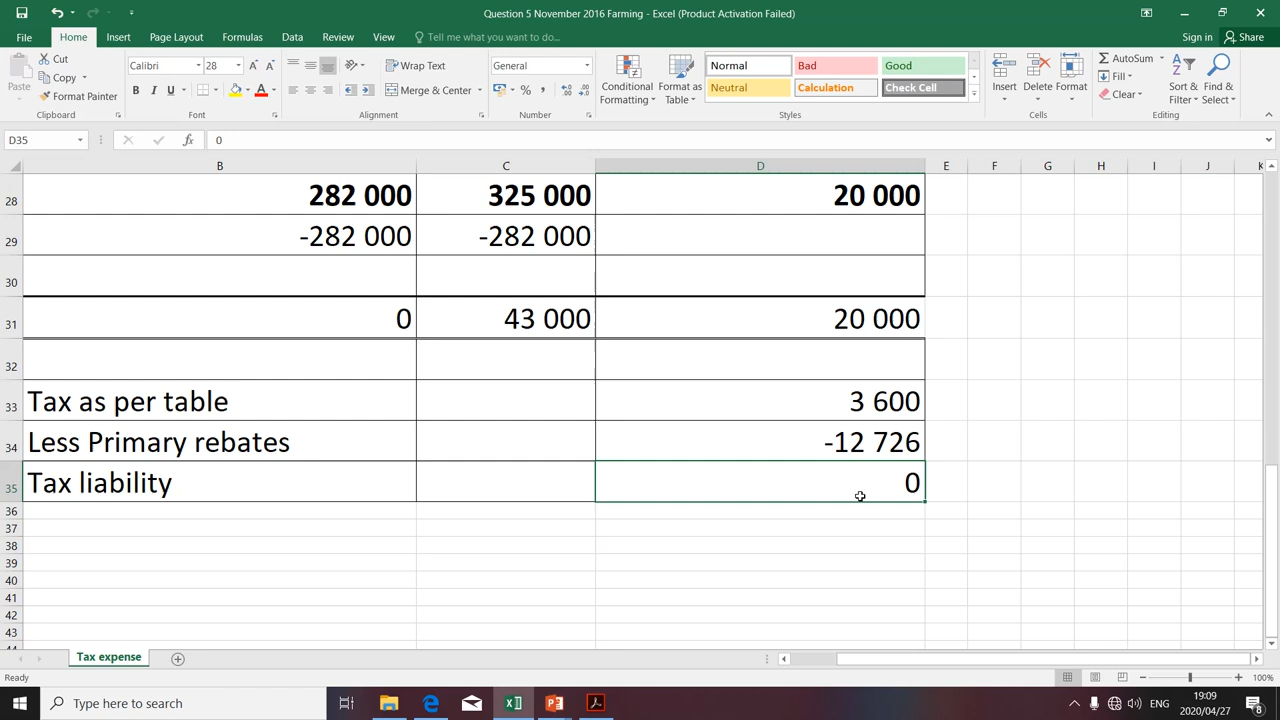 Question 5 November 2016 Farming - Excel (Product Activation Failed)
File Home Insert Page Layout Formulas Data Review View Tell me what you want to do... Sign in Share
Paste Cut Copy Format Painter Clipboard
Calibri 28 A A B I U A Font
Wrap Text Merge & Center Alignment
General % , Number
Conditional Formatting Format as Table Normal Bad Good Neutral Calculation Check Cell Styles
Insert Delete Format Cells
AutoSum Fill Clear Sort & Filter Find & Select Editing
D35 fx 0
B C D E F G H I J K
28 282 000 325 000 20 000
29 -282 000 -282 000
30
31 0 43 000 20 000
32
33 Tax as per table 3 600
34 Less Primary rebates -12 726
35 Tax liability 0
36
37
38
39
40
41
42
43
Tax expense
Ready 100%
Type here to search ENG 19:09 2020/04/27 8